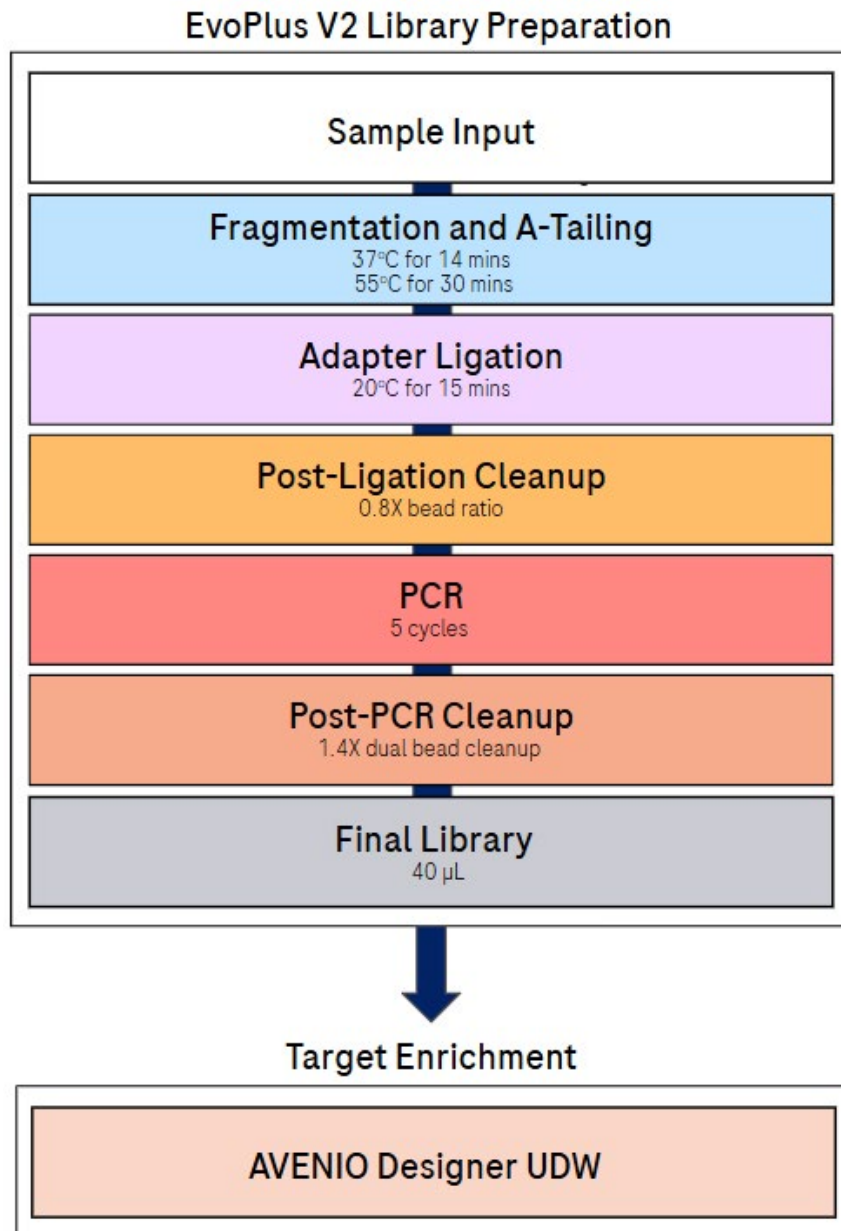 EvoPlus V2 Library Preparation
Sample Input
Fragmentation and A-Tailing
37°C for 14 mins
55°C for 30 mins
Adapter Ligation
20°C for 15 mins
Post-Ligation Cleanup
0.8X bead ratio
PCR
5 cycles
Post-PCR Cleanup
1.4X dual bead cleanup
Final Library
40 µL
Target Enrichment
AVENIO Designer UDW